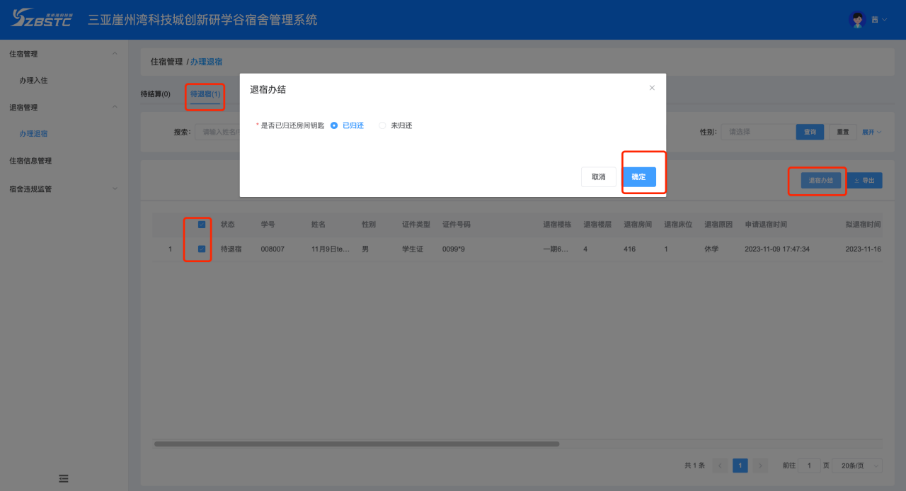 ZBSTC 三亚崖州湾科技城创新研学谷宿舍管理系统
茜
住宿管理
办理入住
退宿管理
办理退宿
住宿信息管理
宿舍违规监管
住宿管理 / 办理退宿
待结算(0) 待退宿(1)
搜索: 请输入姓名/ 性别: 请选择 查询 重置 展开
退宿办结
* 是否已归还房间钥匙 已归还 未归还
取消 确定
退宿办结 导出
状态 学号 姓名 性别 证件类型 证件号码 退宿楼栋 退宿楼层 退宿房间 退宿床位 退宿原因 申请退宿时间 拟退宿时间
1 待退宿 008007 11月9日te... 男 学生证 0099*9 一期6... 4 416 1 休学 2023-11-09 17:47:34 2023-11-16
共 1 条 1 前往 1 页 20条/页